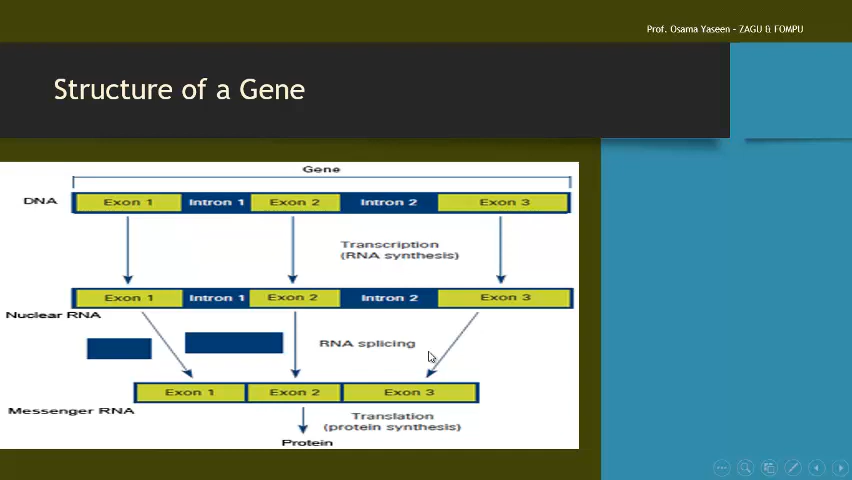 Prof. Osama Yaseen – ZAGU & FOMPU
Structure of a Gene
Gene
DNA
Exon 1 Intron 1 Exon 2 Intron 2 Exon 3
Transcription
(RNA synthesis)
Exon 1 Intron 1 Exon 2 Intron 2 Exon 3
Nuclear RNA
RNA splicing
Exon 1 Exon 2 Exon 3
Messenger RNA
Translation
(protein synthesis)
Protein